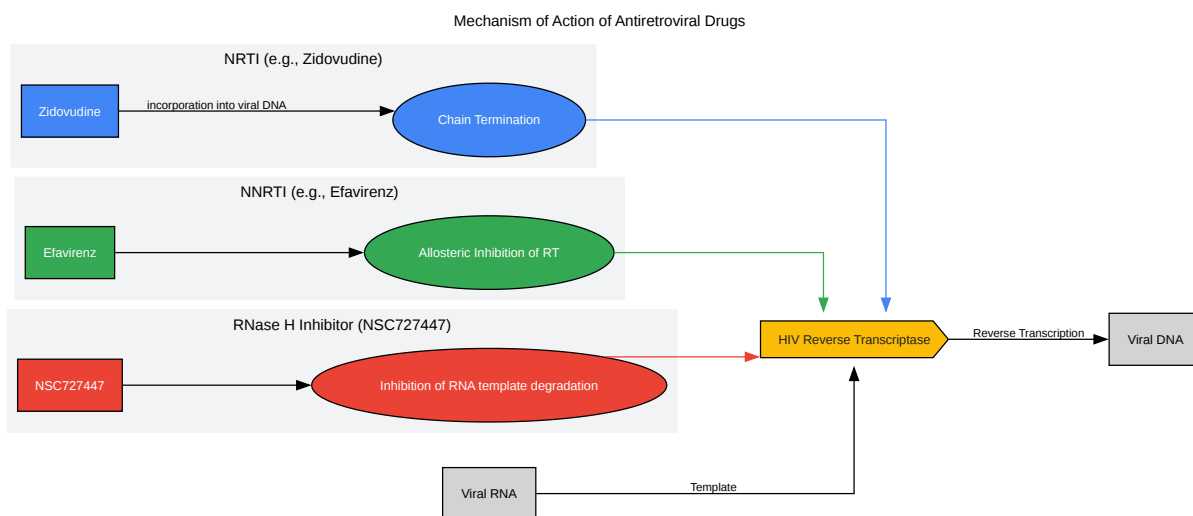 Mechanism of Action of Antiretroviral Drugs
NRTI (e.g., Zidovudine)
Zidovudine
incorporation into viral DNA
Chain Termination
NNRTI (e.g., Efavirenz)
Efavirenz
Allosteric Inhibition of RT
RNase H Inhibitor (NSC727447)
NSC727447
Inhibition of RNA template degradation
HIV Reverse Transcriptase
Reverse Transcription
Viral DNA
Viral RNA
Template